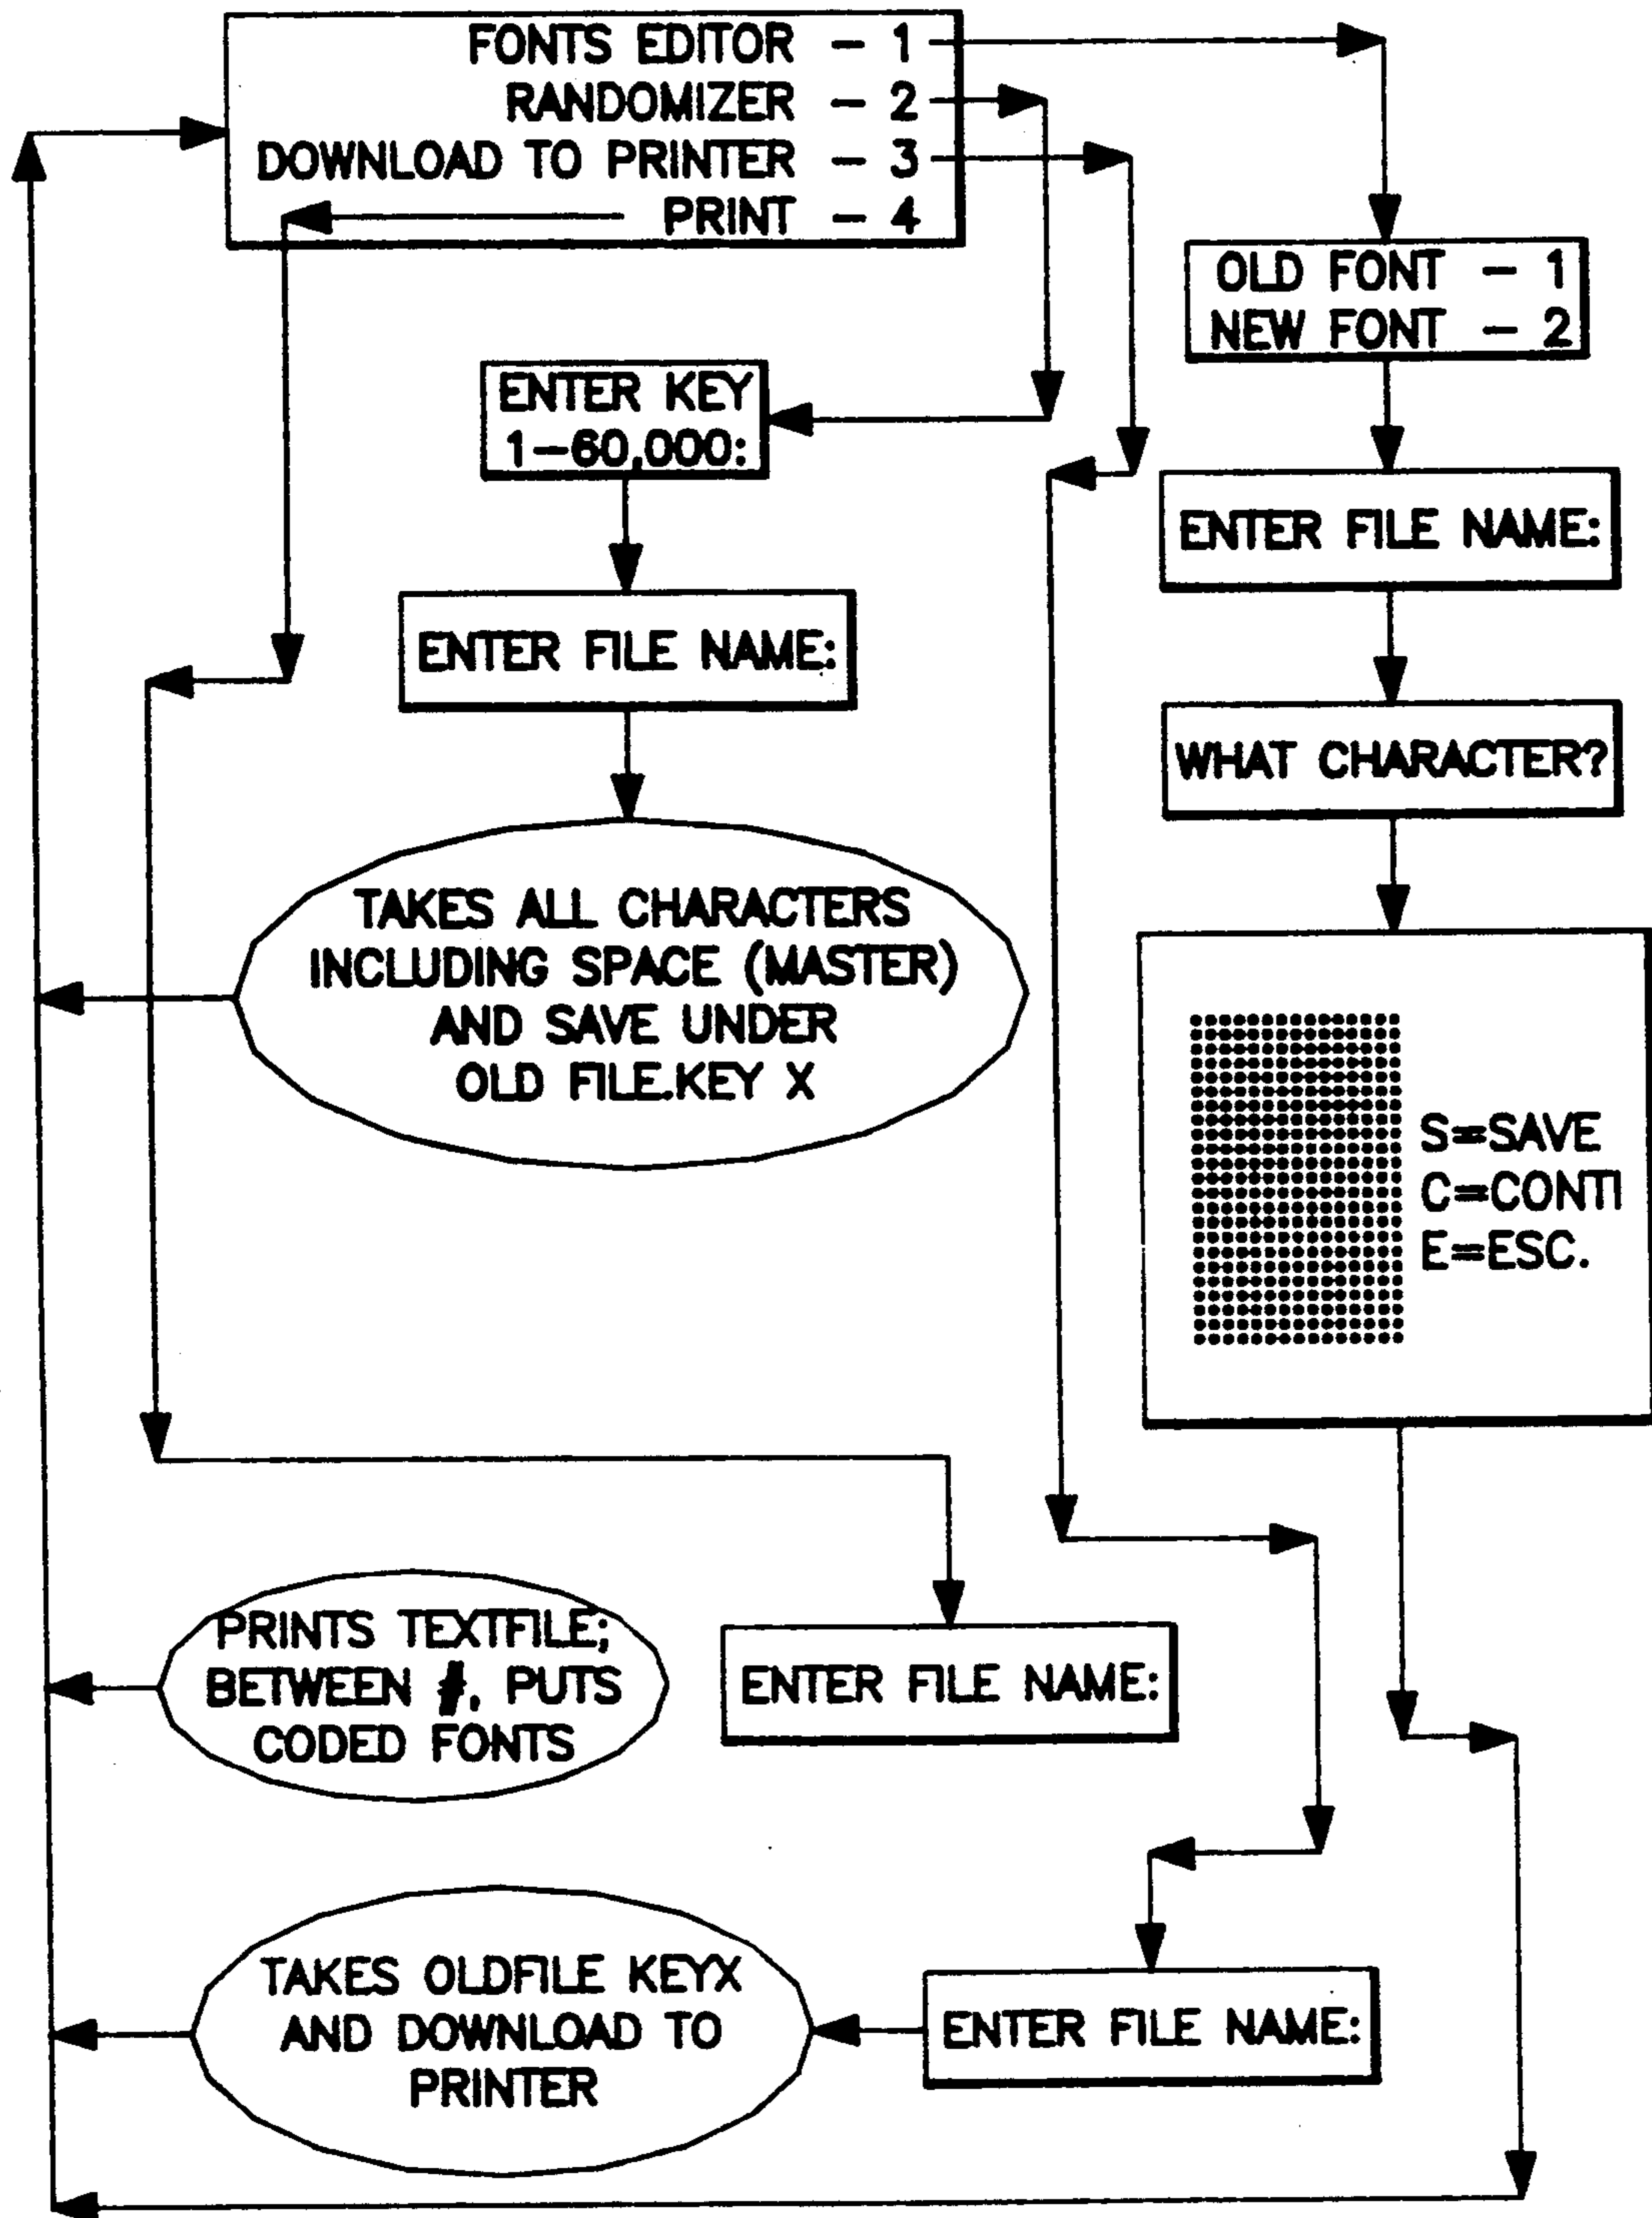 FONTS EDITOR - 1
RANDOMIZER - 2
DOWNLOAD TO PRINTER - 3
PRINT - 4
OLD FONT - 1
NEW FONT - 2
ENTER KEY
1-60,000:
ENTER FILE NAME:
ENTER FILE NAME:
WHAT CHARACTER?
TAKES ALL CHARACTERS
INCLUDING SPACE (MASTER)
AND SAVE UNDER
OLD FILE.KEY X
S=SAVE
C=CONTI
E=ESC.
PRINTS TEXTFILE;
BETWEEN #, PUTS
CODED FONTS
ENTER FILE NAME:
TAKES OLDFILE KEYX
AND DOWNLOAD TO
PRINTER
ENTER FILE NAME: